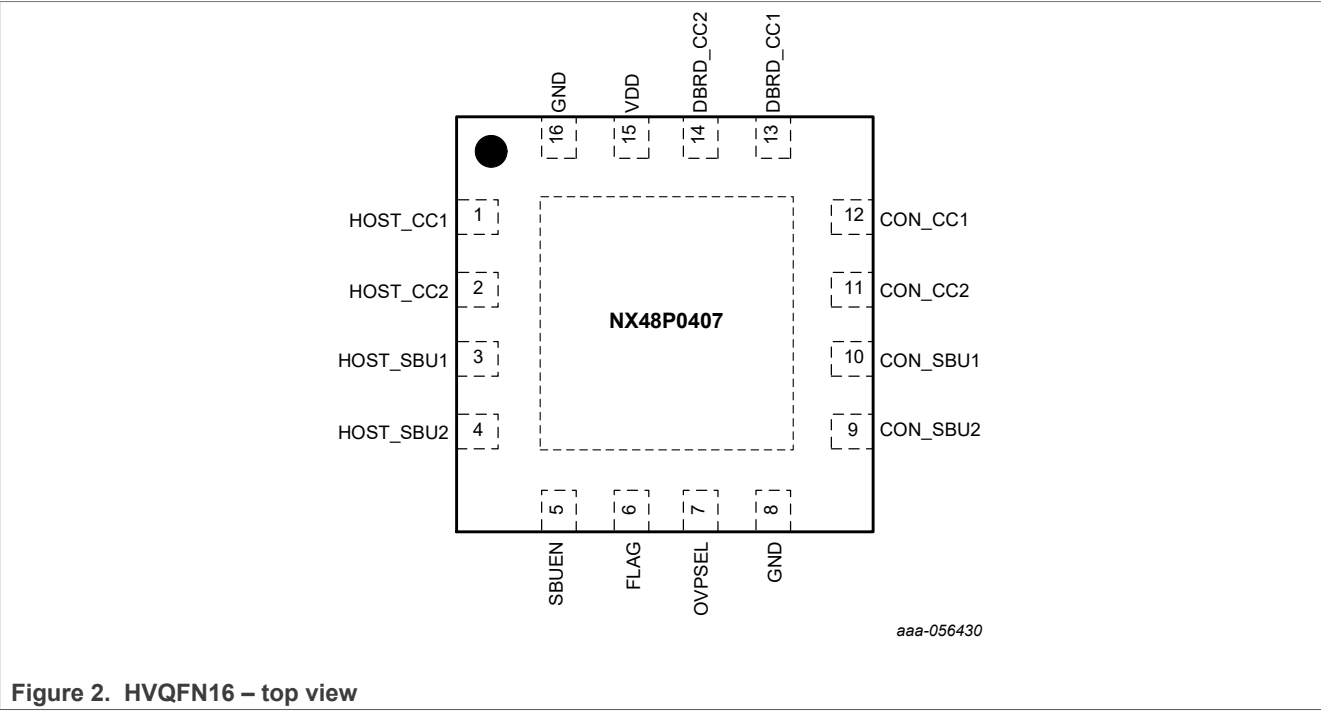 GND
VDD
DBRD_CC2
DBRD_CC1
16
15
14
13
HOST_CC1 1
12 CON_CC1
HOST_CC2 2
11 CON_CC2
NX48P0407
HOST_SBU1 3
10 CON_SBU1
HOST_SBU2 4
9 CON_SBU2
5
6
7
8
SBUEN
FLAG
OVPSEL
GND
aaa-056430
Figure 2. HVQFN16 – top view